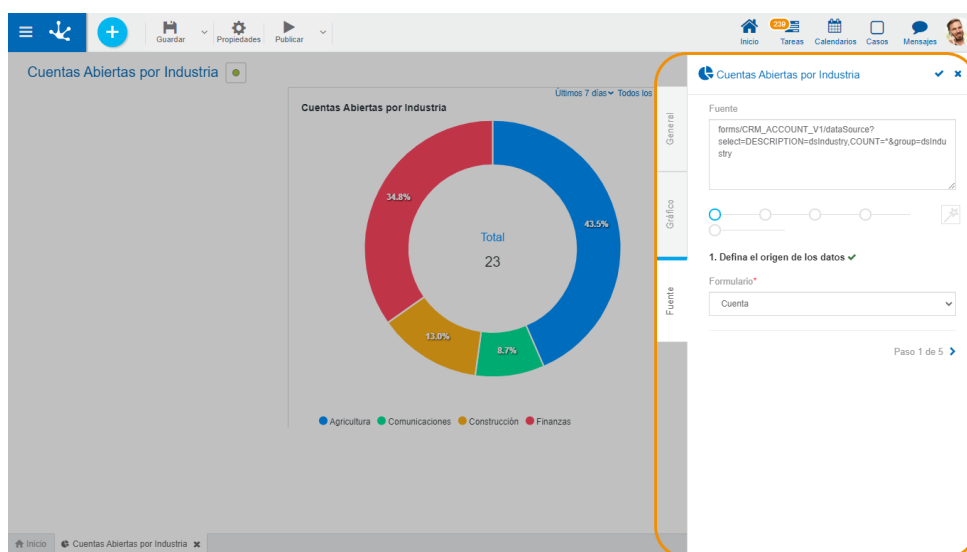 Guardar
Propiedades
Publicar
Inicio
239
Tareas
Calendarios
Casos
Mensajes
Cuentas Abiertas por Industria
Últimos 7 días Todos los
Cuentas Abiertas por Industria
34.8%
43.5%
Total
23
13.0%
8.7%
Agricultura Comunicaciones Construcción Finanzas
General
Gráfico
Fuente
Cuentas Abiertas por Industria
Fuente
forms/CRM_ACCOUNT_V1/dataSource?
select=DESCRIPTION=dsIndustry,COUNT=*&group=dsIndu
stry
1. Defina el origen de los datos
Formulario*
Cuenta
Paso 1 de 5
Inicio
Cuentas Abiertas por Industria